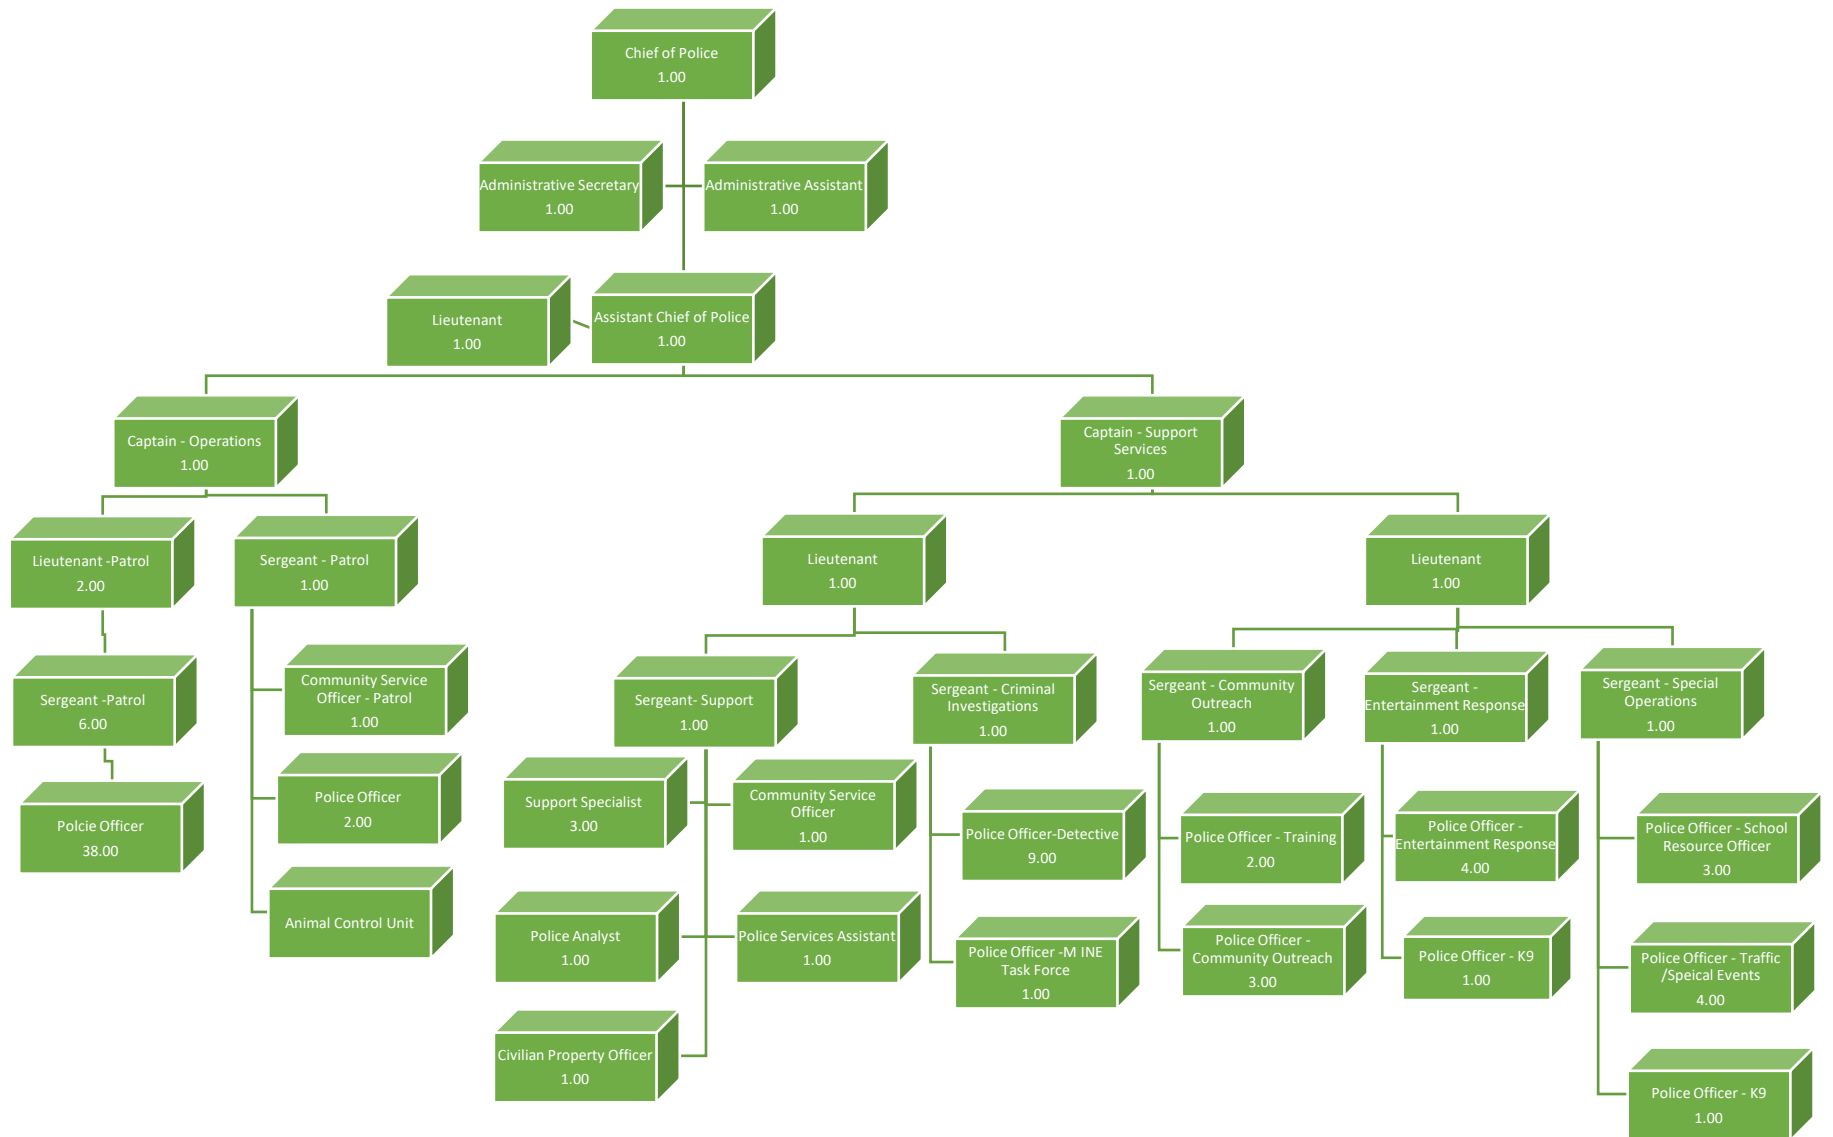 Chief of Police
1.00
Administrative Secretary
1.00
Administrative Assistant
1.00
Lieutenant
1.00
Assistant Chief of Police
1.00
Captain - Operations
1.00
Captain - Support
Services
1.00
Lieutenant -Patrol
2.00
Sergeant - Patrol
1.00
Lieutenant
1.00
Lieutenant
1.00
Sergeant -Patrol
6.00
Community Service
Officer - Patrol
1.00
Sergeant- Support
1.00
Sergeant - Criminal
Investigations
1.00
Sergeant - Community
Outreach
1.00
Sergeant -
Entertainment Response
1.00
Sergeant - Special
Operations
1.00
Polcie Officer
38.00
Police Officer
2.00
Support Specialist
3.00
Community Service
Officer
1.00
Police Officer-Detective
9.00
Police Officer - Training
2.00
Police Officer -
Entertainment Response
4.00
Police Officer - School
Resource Officer
3.00
Animal Control Unit
Police Analyst
1.00
Police Services Assistant
1.00
Police Officer -M INE
Task Force
1.00
Police Officer -
Community Outreach
3.00
Police Officer - K9
1.00
Police Officer - Traffic
/Speical Events
4.00
Civilian Property Officer
1.00
Police Officer - K9
1.00